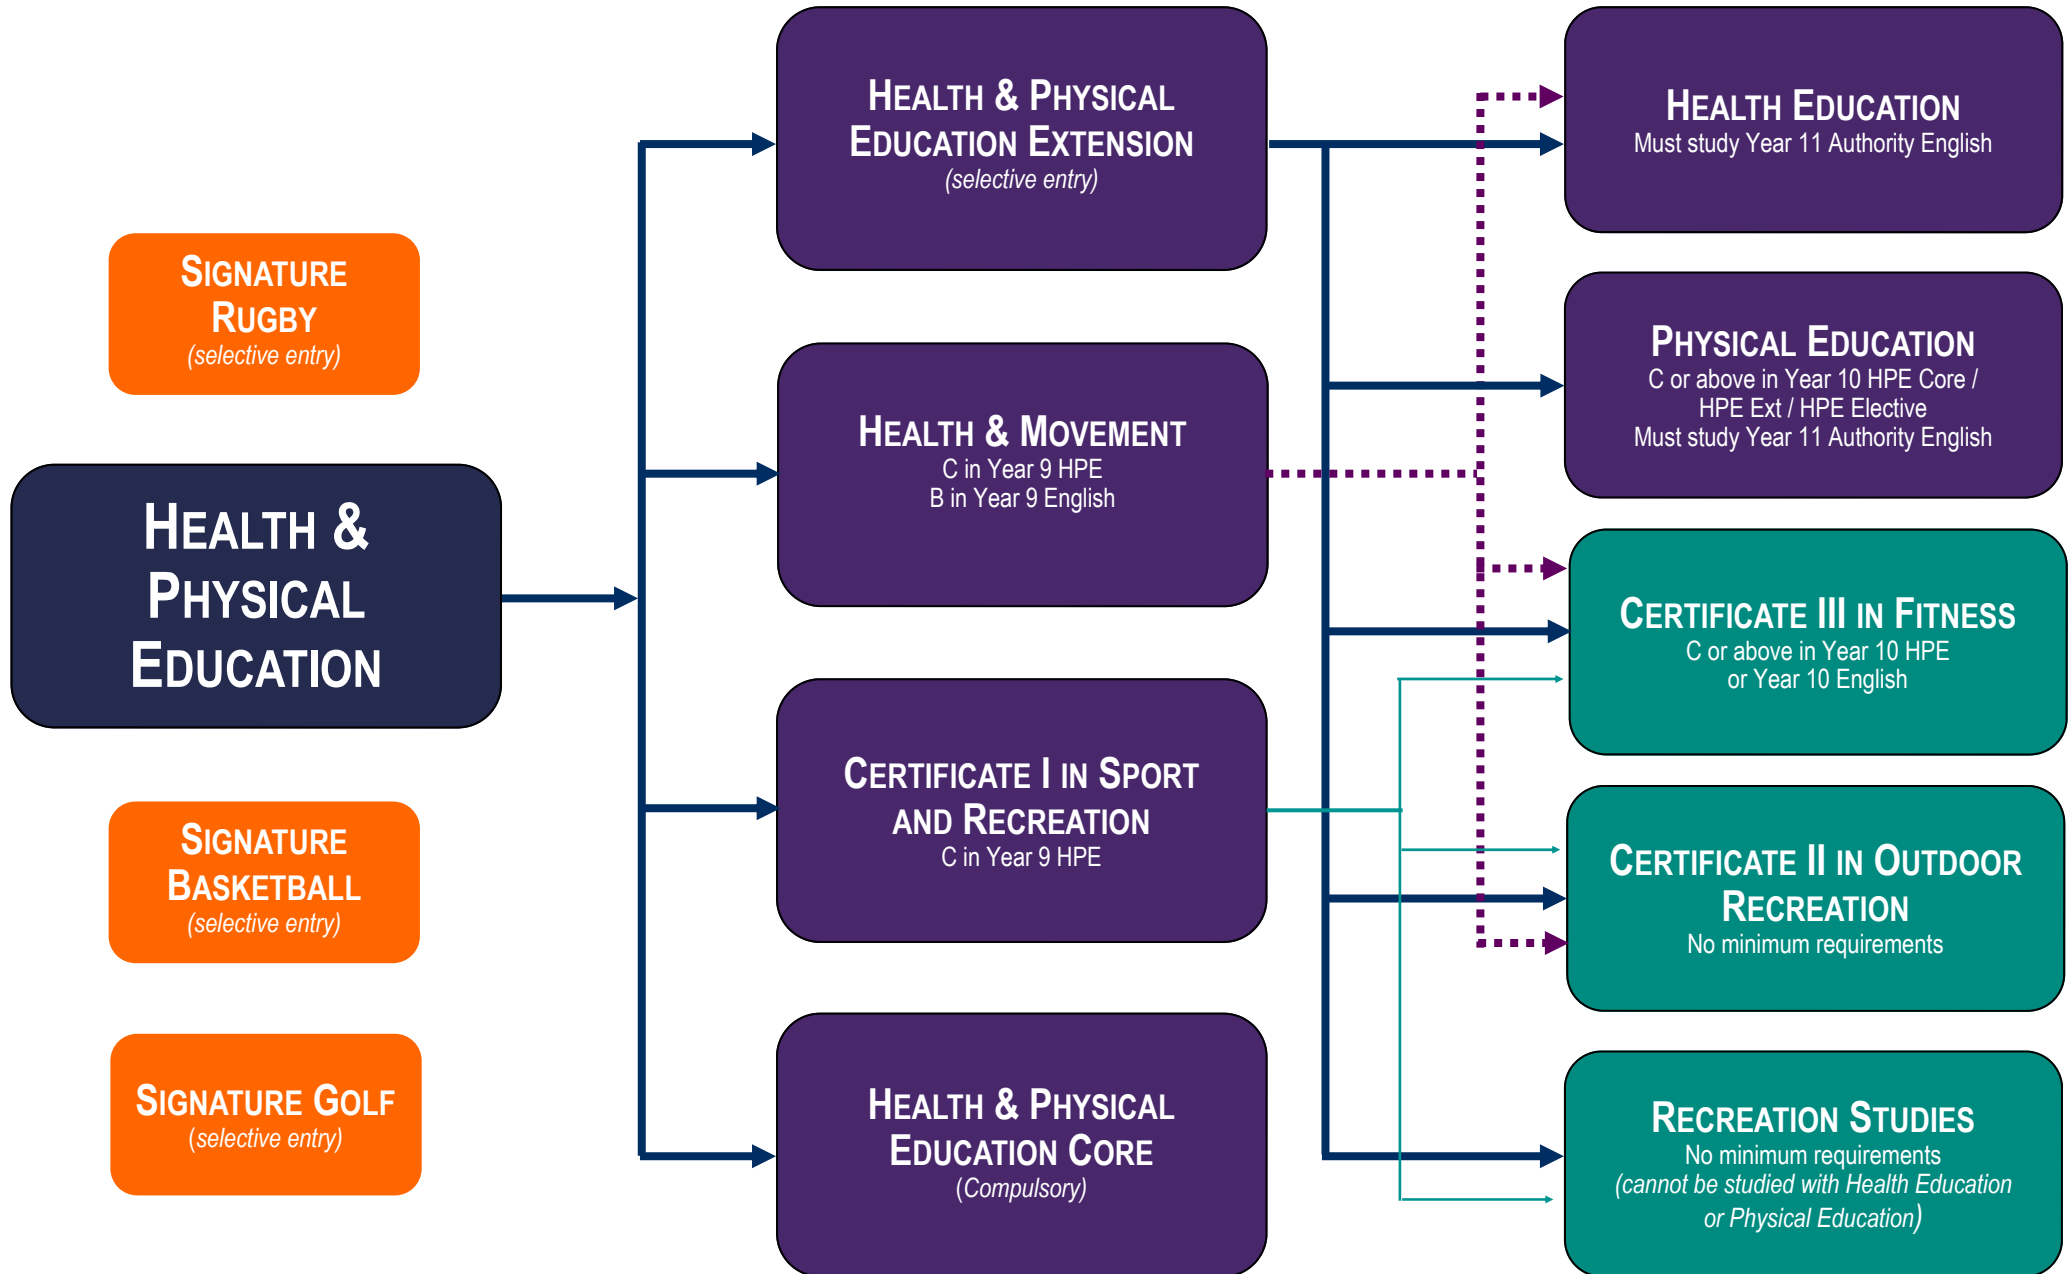 SIGNATURE
RUGBY
(selective entry)
HEALTH &
PHYSICAL
EDUCATION
SIGNATURE
BASKETBALL
(selective entry)
SIGNATURE GOLF
(selective entry)
HEALTH & PHYSICAL
EDUCATION EXTENSION
(selective entry)
HEALTH & MOVEMENT
C in Year 9 HPE
B in Year 9 English
CERTIFICATE I IN SPORT
AND RECREATION
C in Year 9 HPE
HEALTH & PHYSICAL
EDUCATION CORE
(Compulsory)
HEALTH EDUCATION
Must study Year 11 Authority English
PHYSICAL EDUCATION
C or above in Year 10 HPE Core /
HPE Ext / HPE Elective
Must study Year 11 Authority English
CERTIFICATE III IN FITNESS
C or above in Year 10 HPE
or Year 10 English
CERTIFICATE II IN OUTDOOR
RECREATION
No minimum requirements
RECREATION STUDIES
No minimum requirements
(cannot be studied with Health Education
or Physical Education)